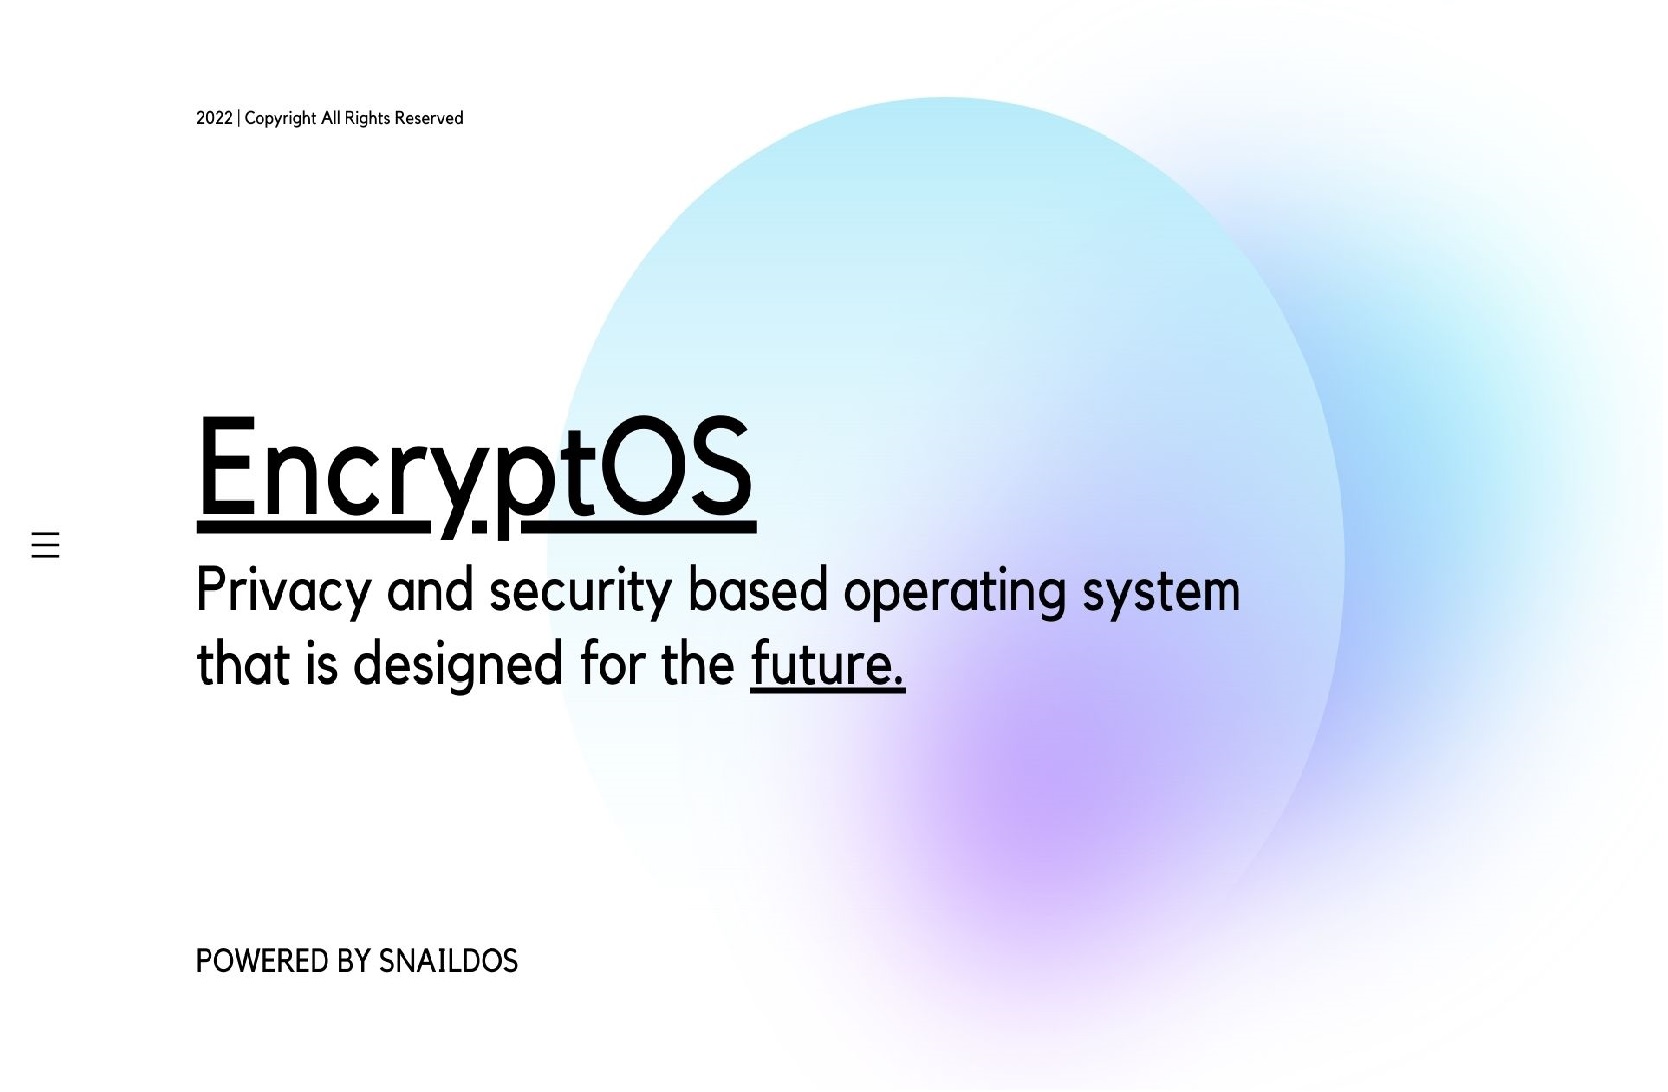 2022 | Copyright All Rights Reserved
EncryptOS
Privacy and security based operating system
that is designed for the future.
POWERED BY SNAILDOS